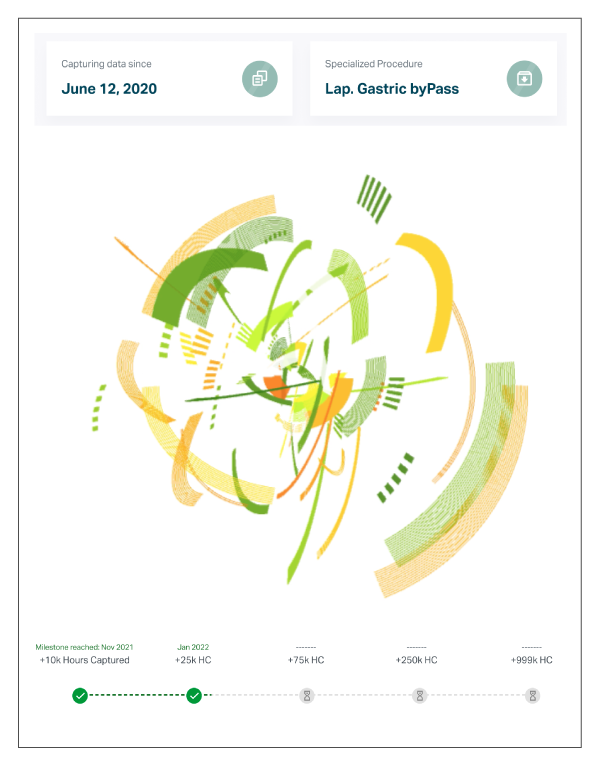 Capturing data since
June 12, 2020
Specialized Procedure
Lap. Gastric byPass
Milestone reached: Nov 2021
+10k Hours Captured
Jan 2022
+25k HC
-------
+75k HC
-------
+250k HC
-------
+999k HC